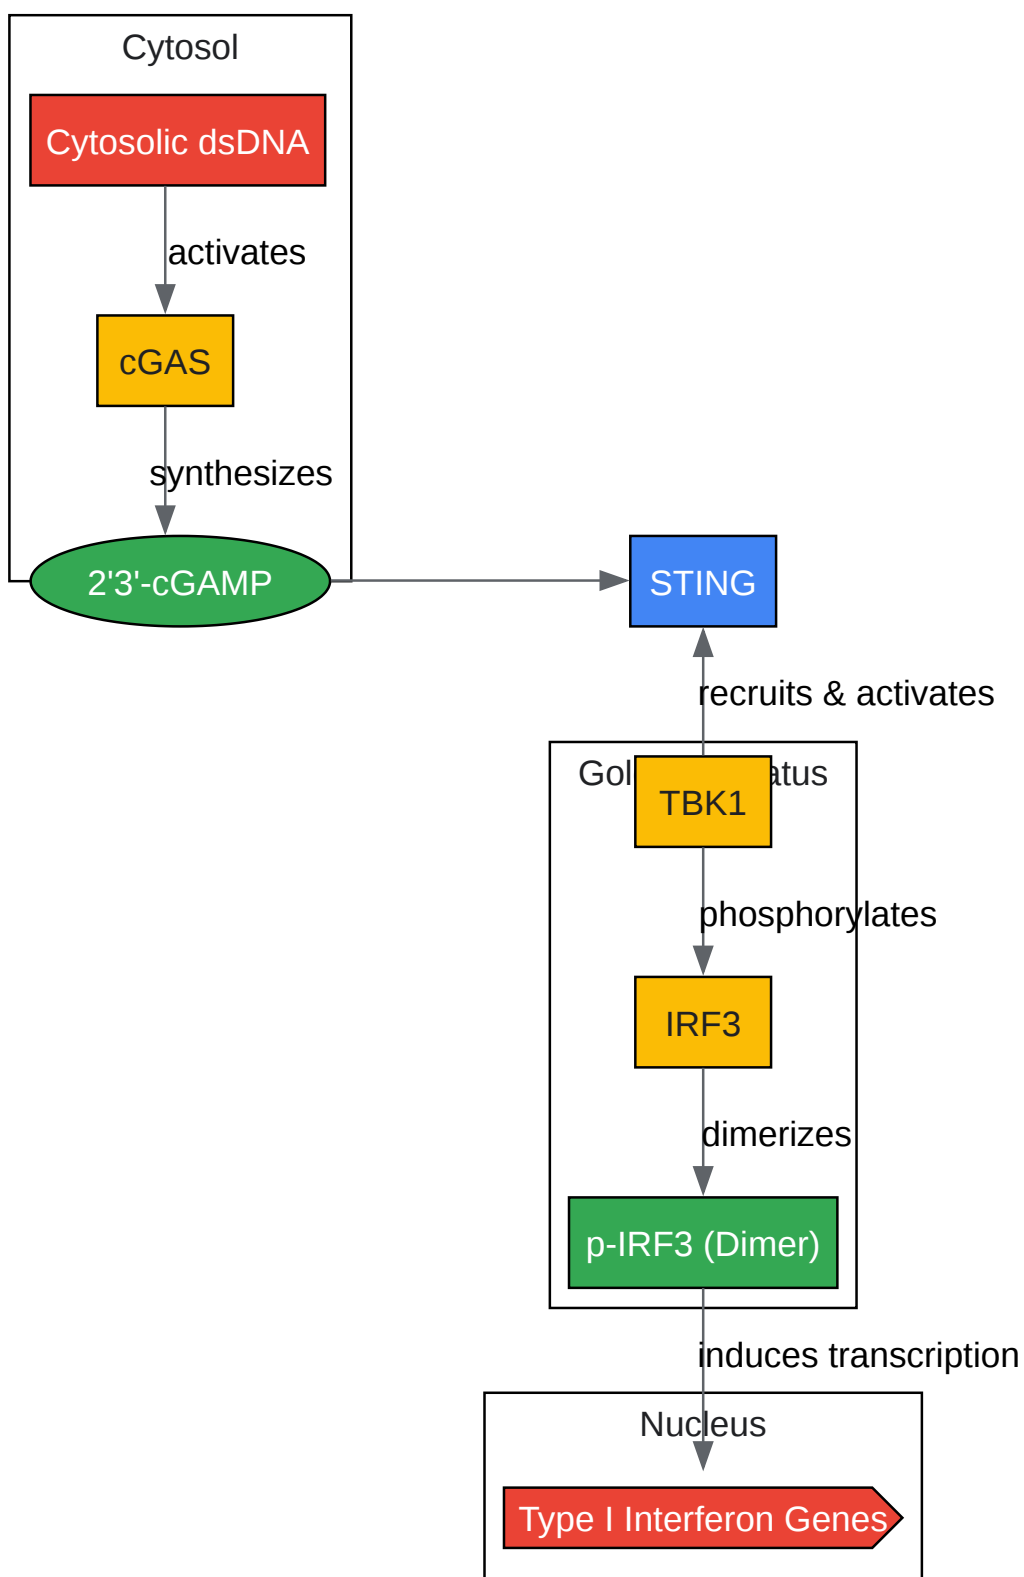 Cytosol
Cytosolic dsDNA
activates
cGAS
synthesizes
2'3'-cGAMP
STING
recruits & activates
TBK1
phosphorylates
IRF3
dimerizes
p-IRF3 (Dimer)
induces transcription
Nucleus
Type I Interferon Genes